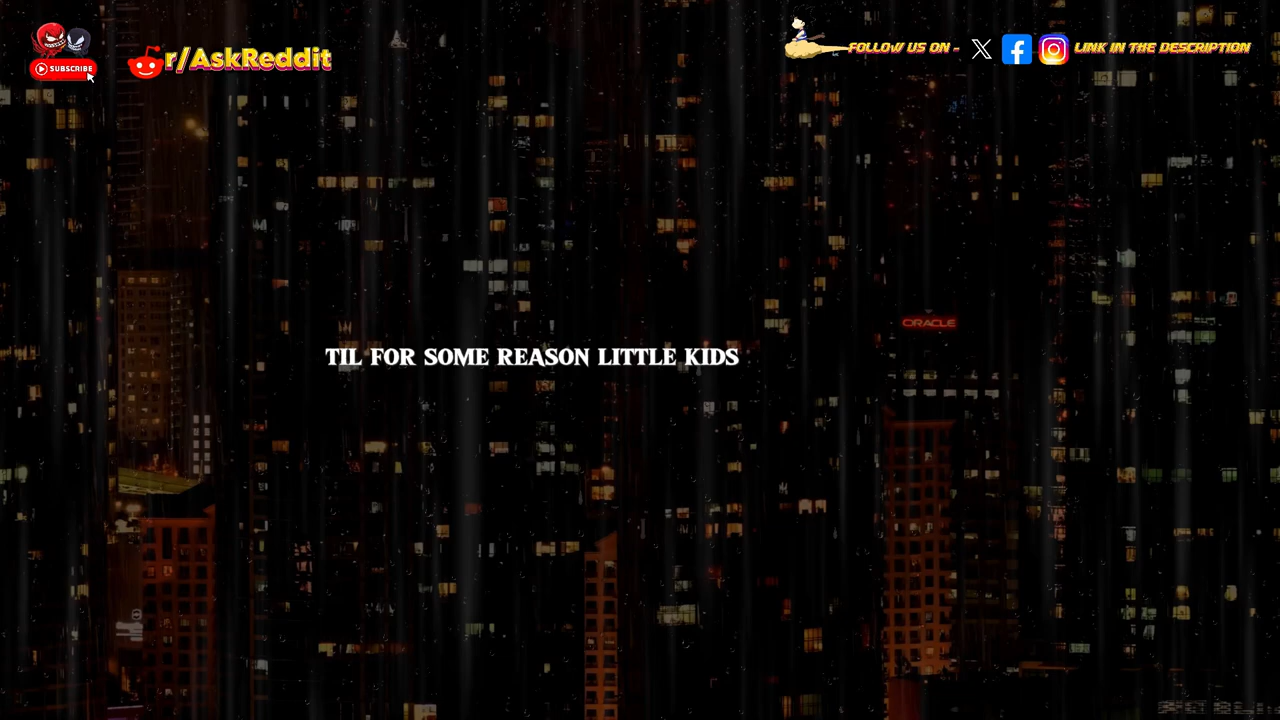 SUBSCRIBE
r/AskReddit
FOLLOW US ON -
LINK IN THE DESCRIPTION
ORACLE
TIL FOR SOME REASON LITTLE KIDS